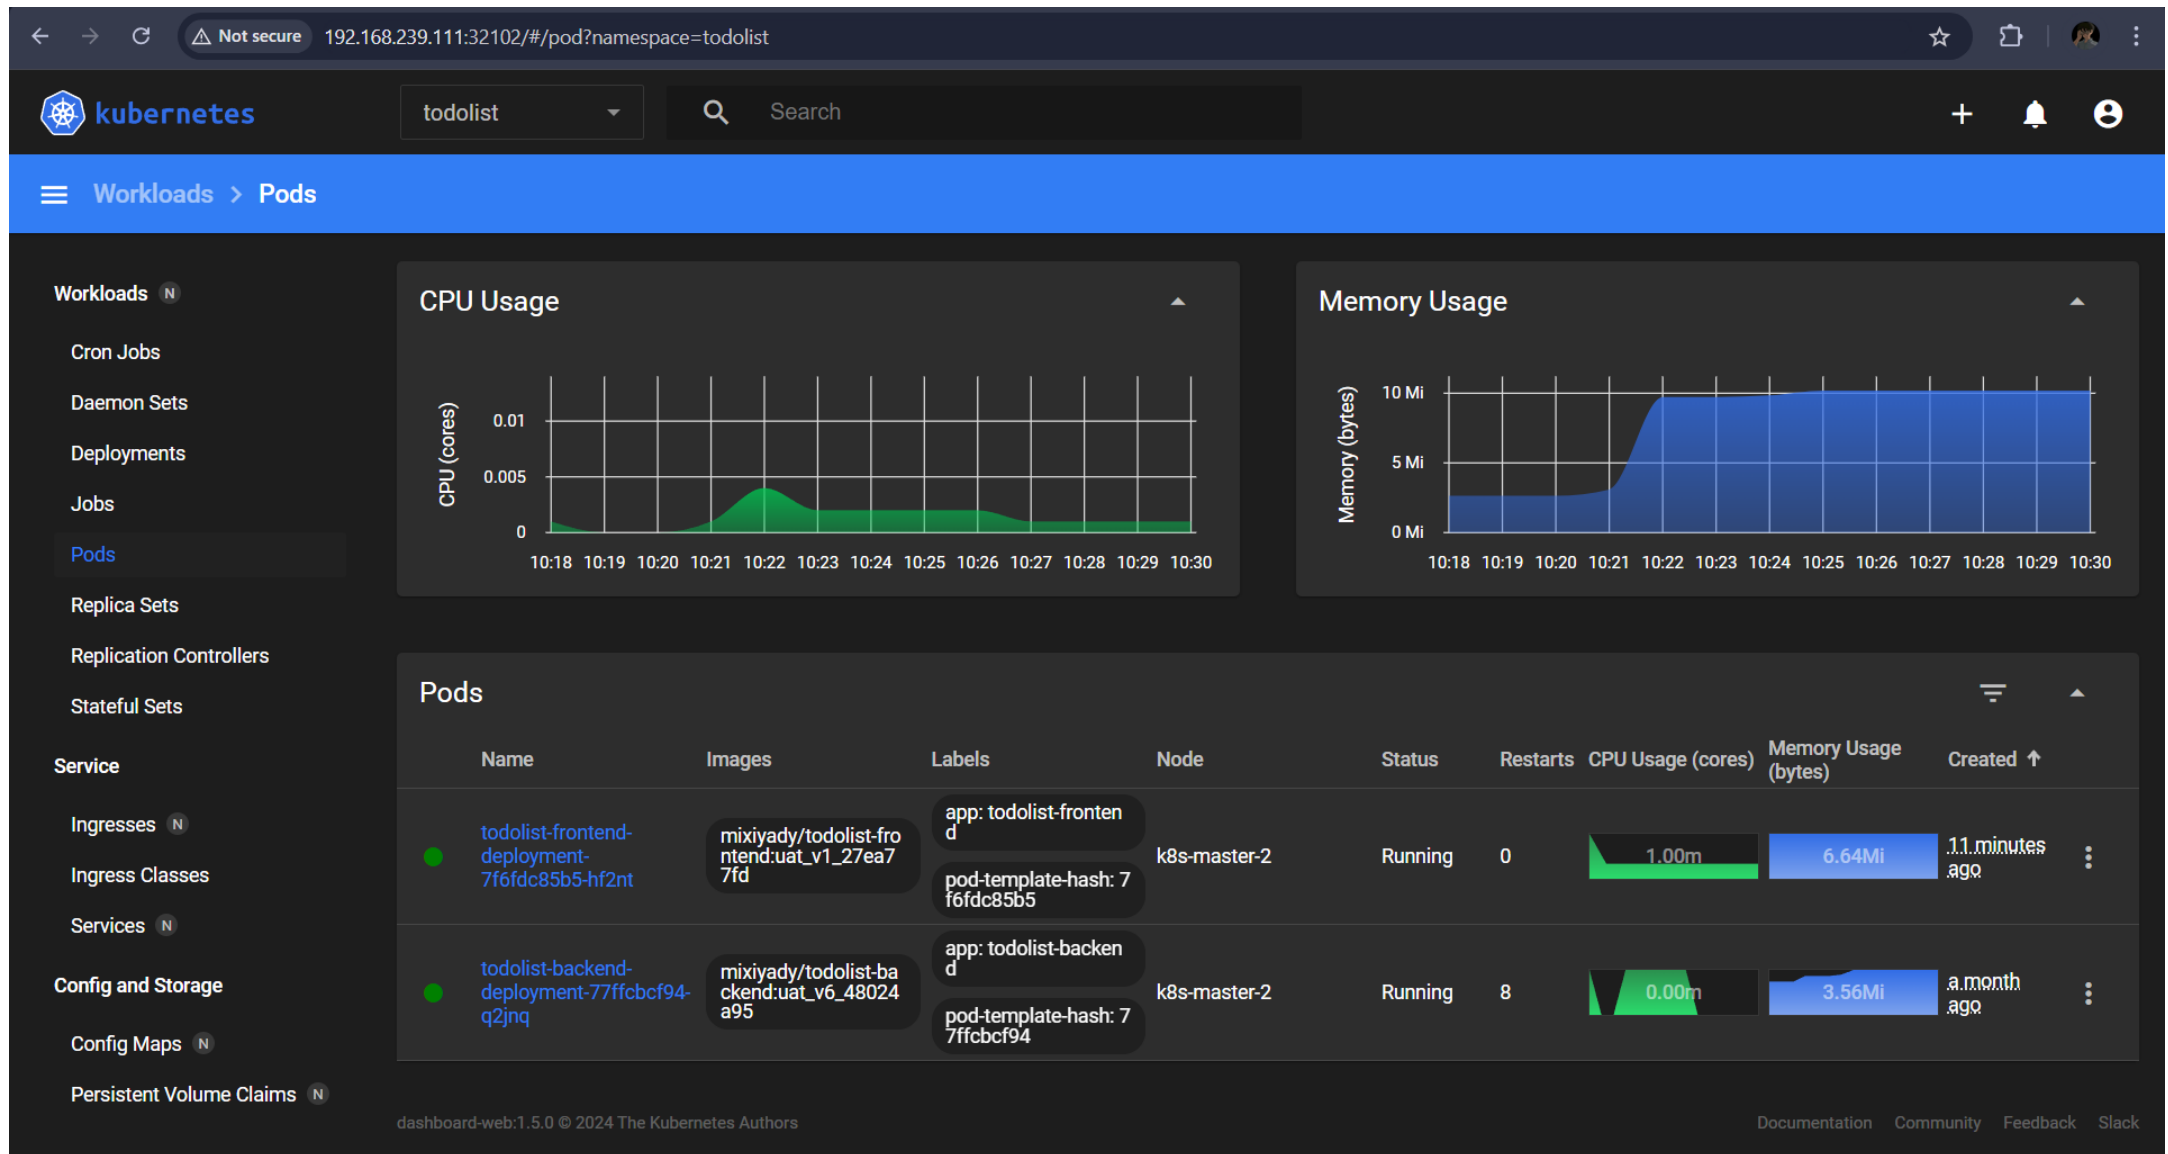 Not secure 192.168.239.111:32102/#/pod?namespace=todolist
kubernetes
todolist
Search
Workloads > Pods
Workloads N
Cron Jobs
Daemon Sets
Deployments
Jobs
Pods
Replica Sets
Replication Controllers
Stateful Sets
Service
Ingresses N
Ingress Classes
Services N
Config and Storage
Config Maps N
Persistent Volume Claims N
CPU Usage
CPU (cores)
0.01
0.005
0
10:18 10:19 10:20 10:21 10:22 10:23 10:24 10:25 10:26 10:27 10:28 10:29 10:30
Memory Usage
Memory (bytes)
10 Mi
5 Mi
0 Mi
10:18 10:19 10:20 10:21 10:22 10:23 10:24 10:25 10:26 10:27 10:28 10:29 10:30
Pods
Name Images Labels Node Status Restarts CPU Usage (cores) Memory Usage
(bytes) Created
todolist-frontend-
deployment-
7f6fdc85b5-hf2nt
mixiyady/todolist-fro
ntend:uat_v1_27ea7
7fd
app: todolist-fronten
d
pod-template-hash: 7
f6fdc85b5
k8s-master-2
Running
0
1.00m
6.64Mi
11 minutes
ago
todolist-backend-
deployment-77ffcbcf94-
q2jnq
mixiyady/todolist-ba
ckend:uat_v6_48024
a95
app: todolist-backen
d
pod-template-hash: 7
7ffcbcf94
k8s-master-2
Running
8
0.00m
3.56Mi
a month
ago
dashboard-web:1.5.0 © 2024 The Kubernetes Authors
Documentation Community Feedback Slack